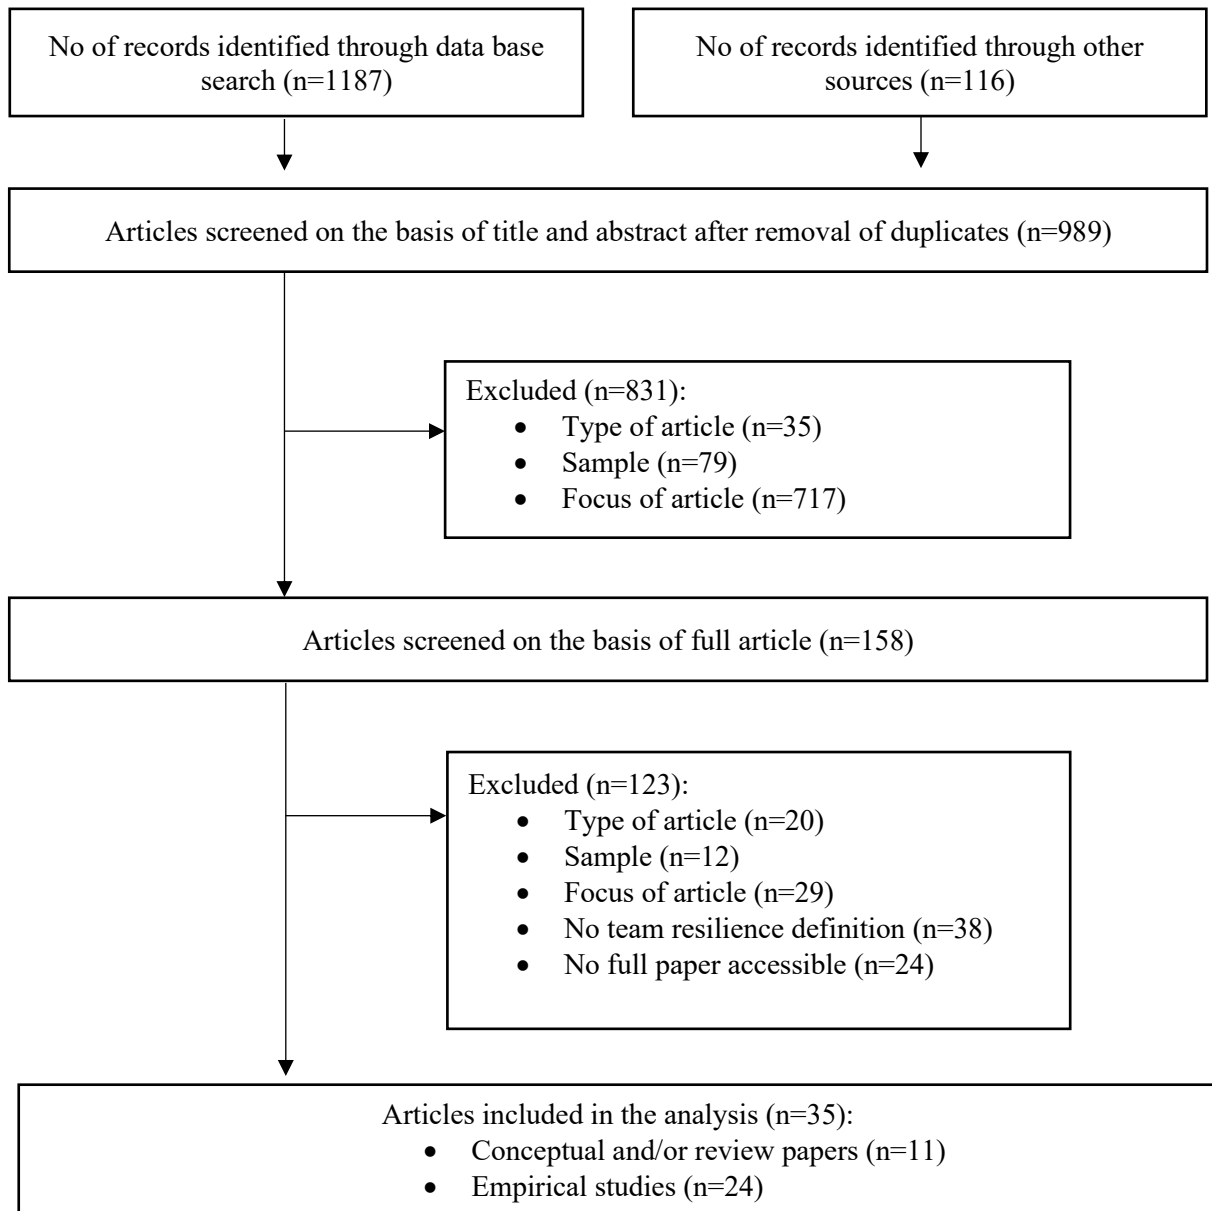 No of records identified through data base
search (n=1187)
No of records identified through other
sources (n=116)
Articles screened on the basis of title and abstract after removal of duplicates (n=989)
Excluded (n=831):
• Type of article (n=35)
• Sample (n=79)
• Focus of article (n=717)
Articles screened on the basis of full article (n=158)
Excluded (n=123):
• Type of article (n=20)
• Sample (n=12)
• Focus of article (n=29)
• No team resilience definition (n=38)
• No full paper accessible (n=24)
Articles included in the analysis (n=35):
• Conceptual and/or review papers (n=11)
• Empirical studies (n=24)